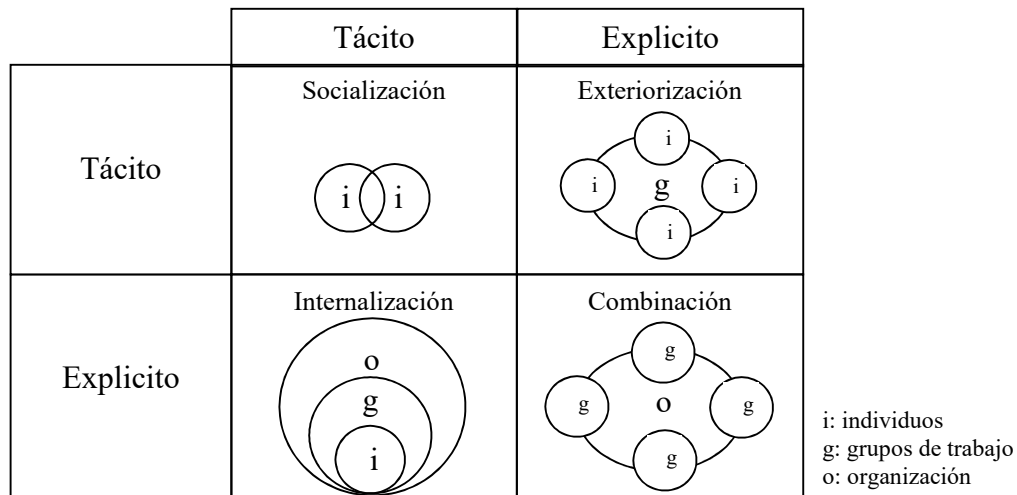 Tácito Explicito
Socialización Exteriorización
Tácito
i i
i
i g i
i
Internalización Combinación
Explicito
o
g
i
g
g o g
g
i: individuos
g: grupos de trabajo
o: organización